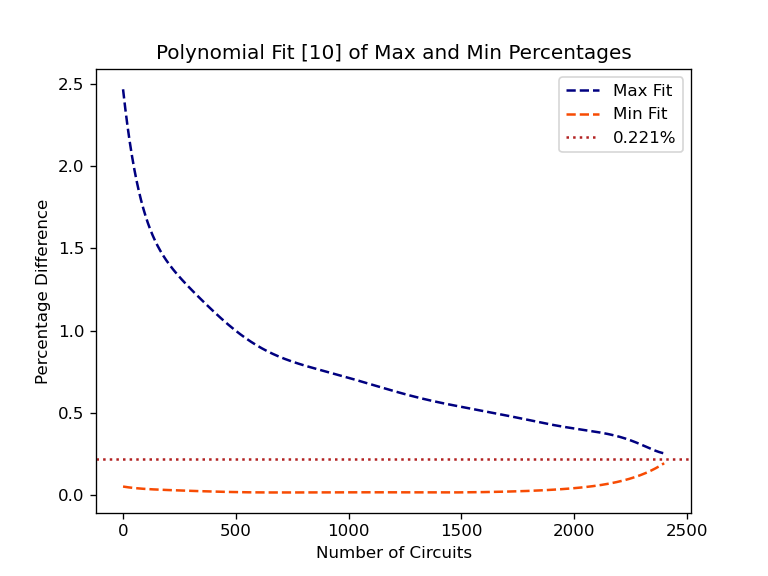 Polynomial Fit [10] of Max and Min Percentages
Max Fit
Min Fit
0.221%
Percentage Difference
2.5
2.0
1.5
1.0
0.5
0.0
0 500 1000 1500 2000 2500
Number of Circuits